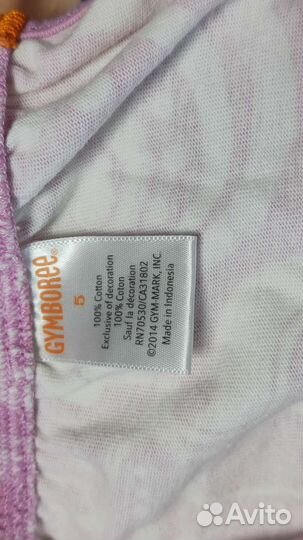 GYMBOREE
5
100% Cotton
Exclusive of decoration
100% Coton
Sauf la décoration
RN70530/CA31802
©2014 GYM-MARK, INC.
Made in Indonesia
Avito